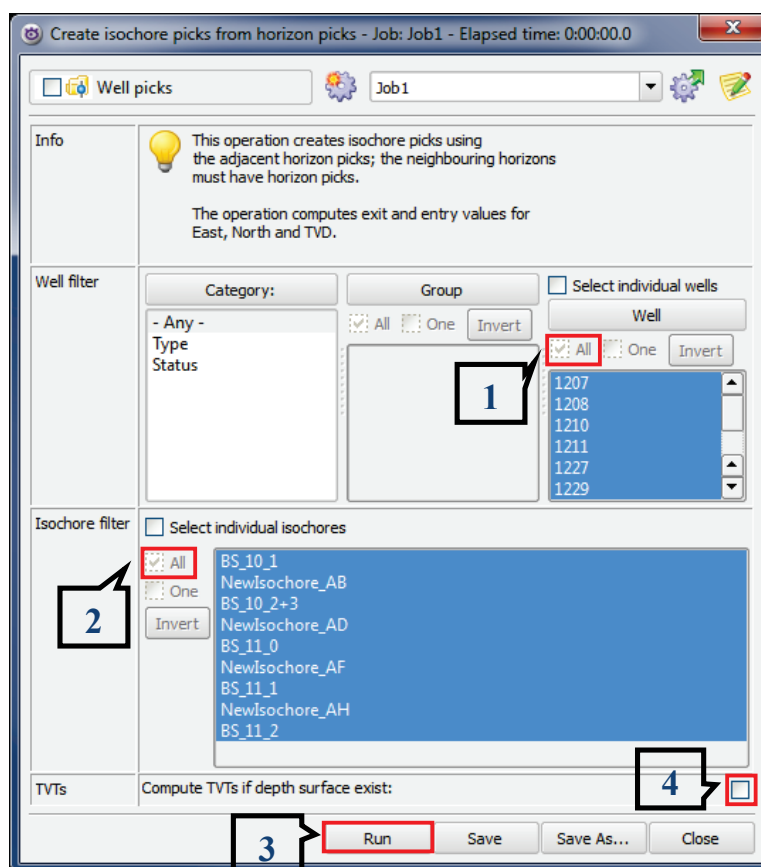 Create isochore picks from horizon picks - Job: Job1 - Elapsed time: 0:00:00.0
Well picks
Job1
Info
This operation creates isochore picks using
the adjacent horizon picks; the neighbouring horizons
must have horizon picks.
The operation computes exit and entry values for
East, North and TVD.
Well filter
Category:
- Any -
Type
Status
Group
All One Invert
Select individual wells
Well
All One Invert
1
1207
1208
1210
1211
1227
1229
Isochore filter
Select individual isochores
All
One
Invert
2
BS_10_1
NewIsochore_AB
BS_10_2+3
NewIsochore_AD
BS_11_0
NewIsochore_AF
BS_11_1
NewIsochore_AH
BS_11_2
TVTs
Compute TVTs if depth surface exist:
4
3
Run Save Save As... Close